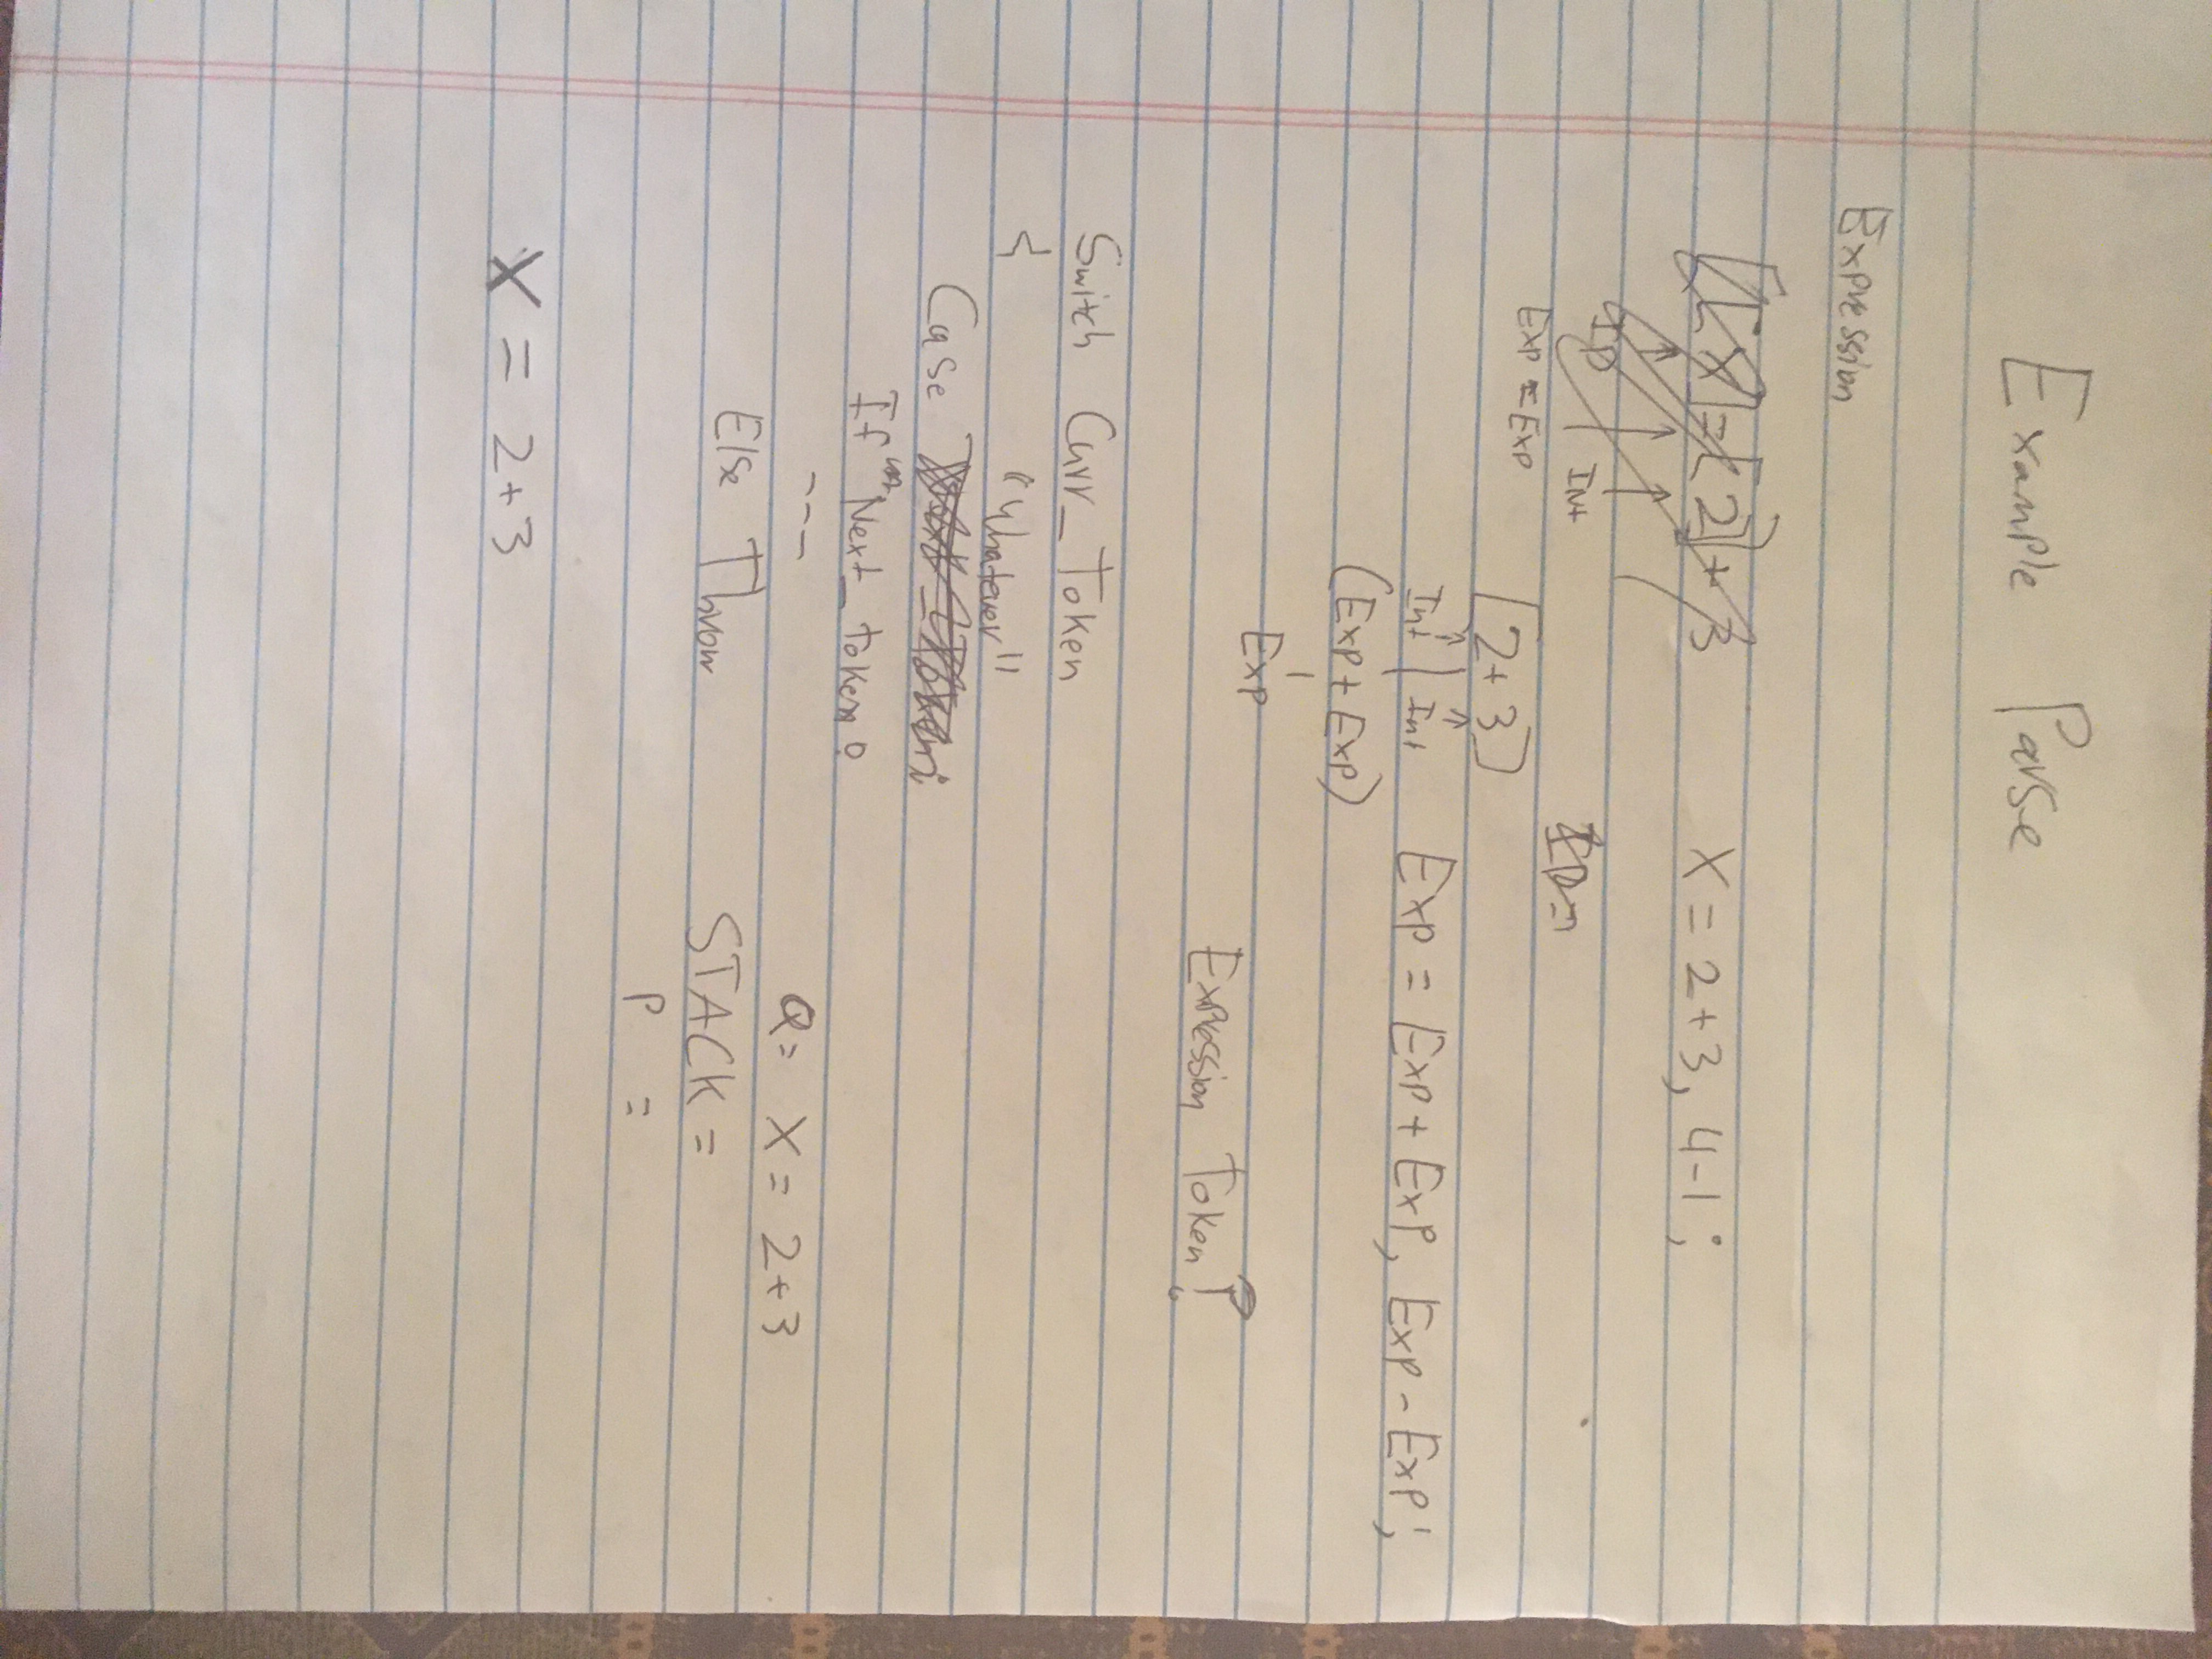 Example Parse
Expression
[[X]=[2]+3 X = 2+3, 4-1;
ID INt
Exp = Exp
[2+3]
Int Int Exp = Exp + Exp, Exp - Exp;
(Exp + Exp)
Exp
Expression Token?
Switch Curr_Token
{ "Whatever"
Case
If Next_Token:
--- Q= X = 2+3
Else Throw STACK =
P =
X = 2+3